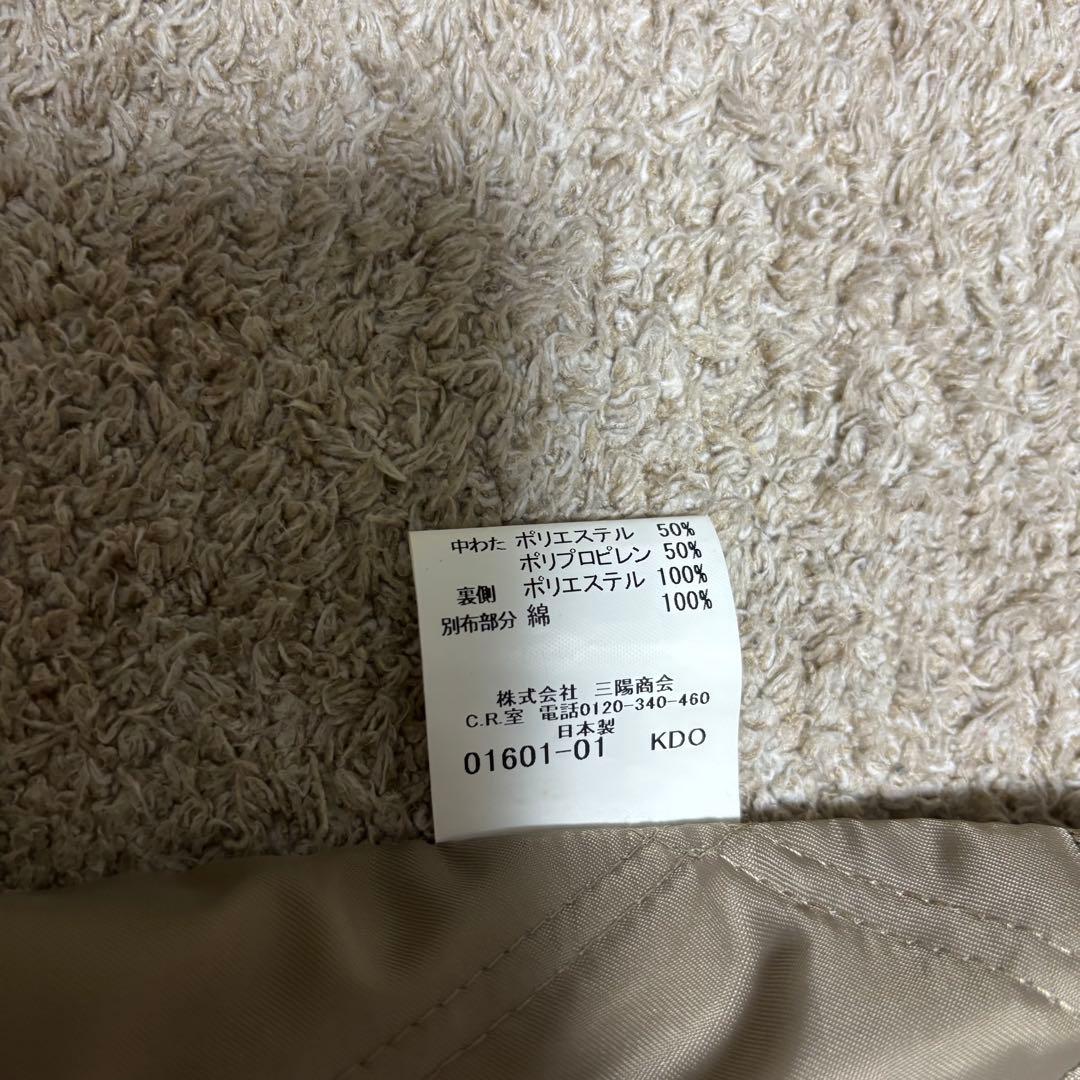 中わた ポリエステル 50%
ポリプロピレン 50%
裏側 ポリエステル 100%
別布部分 綿 100%
株式会社 三陽商会
C.R.室 電話0120-340-460
日本製
01601-01 KDO